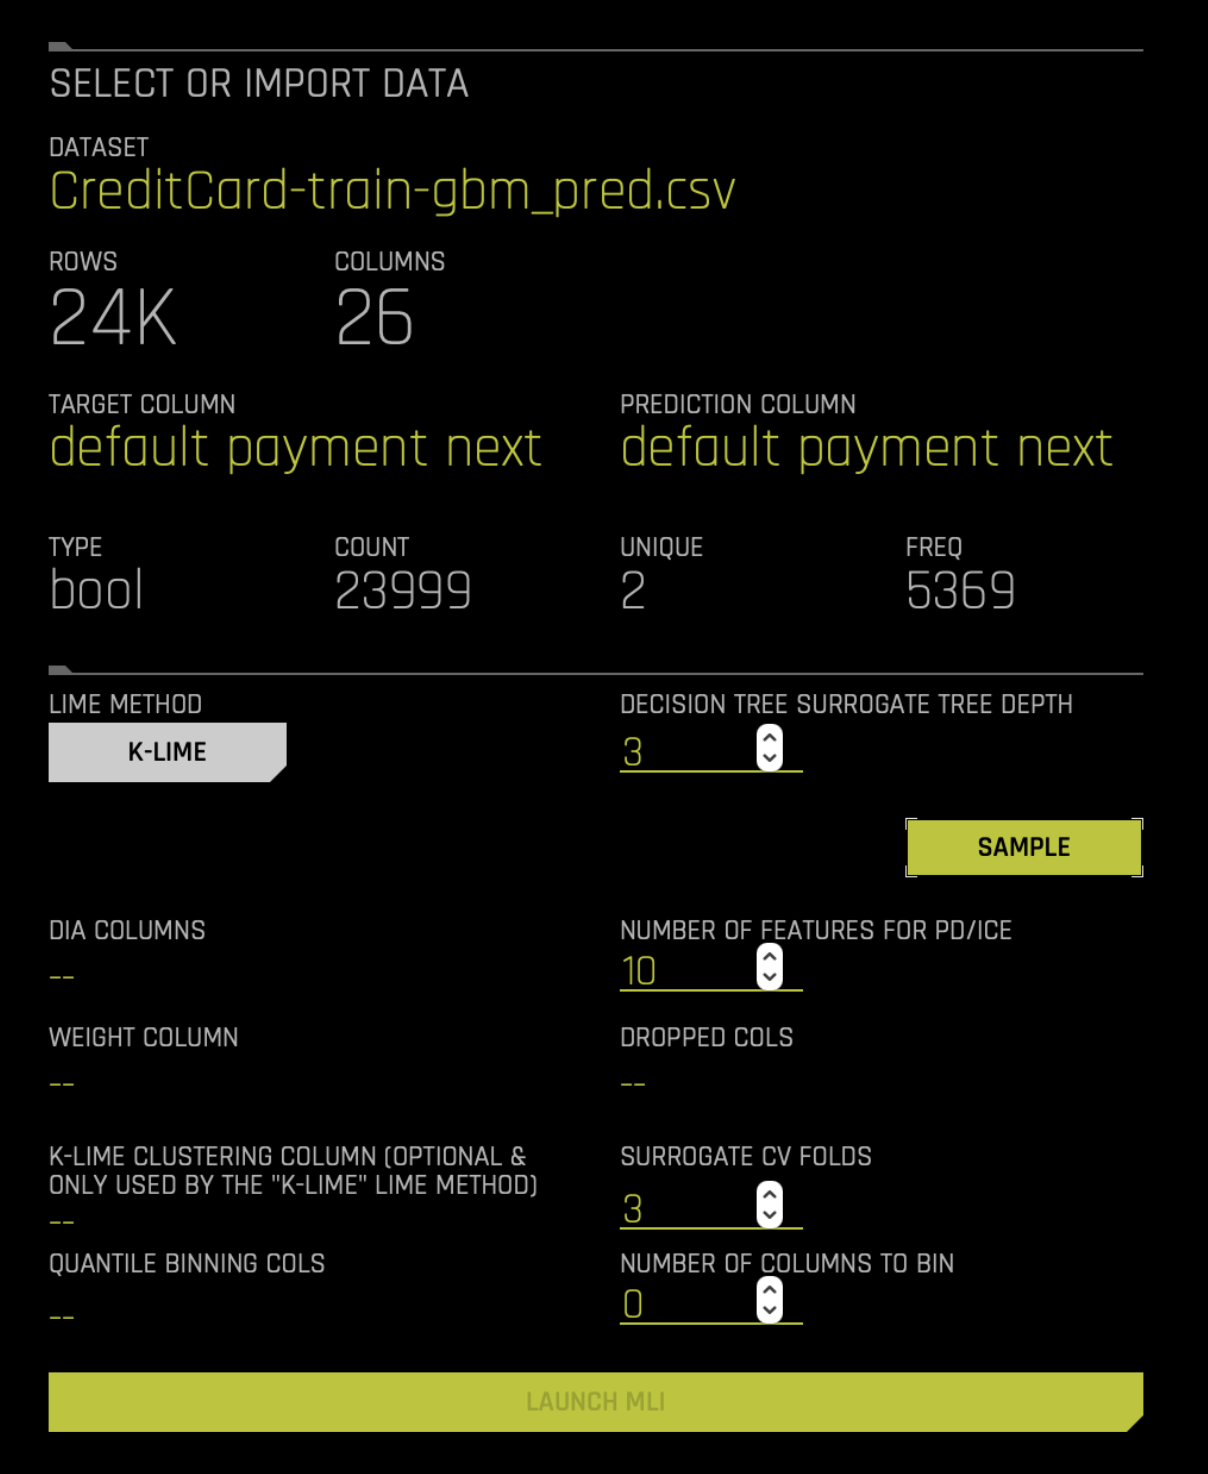 SELECT OR IMPORT DATA
DATASET
CreditCard-train-gbm_pred.csv
ROWS COLUMNS
24K 26
TARGET COLUMN PREDICTION COLUMN
default payment next default payment next
TYPE COUNT UNIQUE FREQ
bool 23999 2 5369
LIME METHOD DECISION TREE SURROGATE TREE DEPTH
K-LIME 3
SAMPLE
DIA COLUMNS NUMBER OF FEATURES FOR PD/ICE
-- 10
WEIGHT COLUMN DROPPED COLS
-- --
K-LIME CLUSTERING COLUMN (OPTIONAL & SURROGATE CV FOLDS
ONLY USED BY THE "K-LIME" LIME METHOD)
-- 3
QUANTILE BINNING COLS NUMBER OF COLUMNS TO BIN
-- 0
LAUNCH MLI